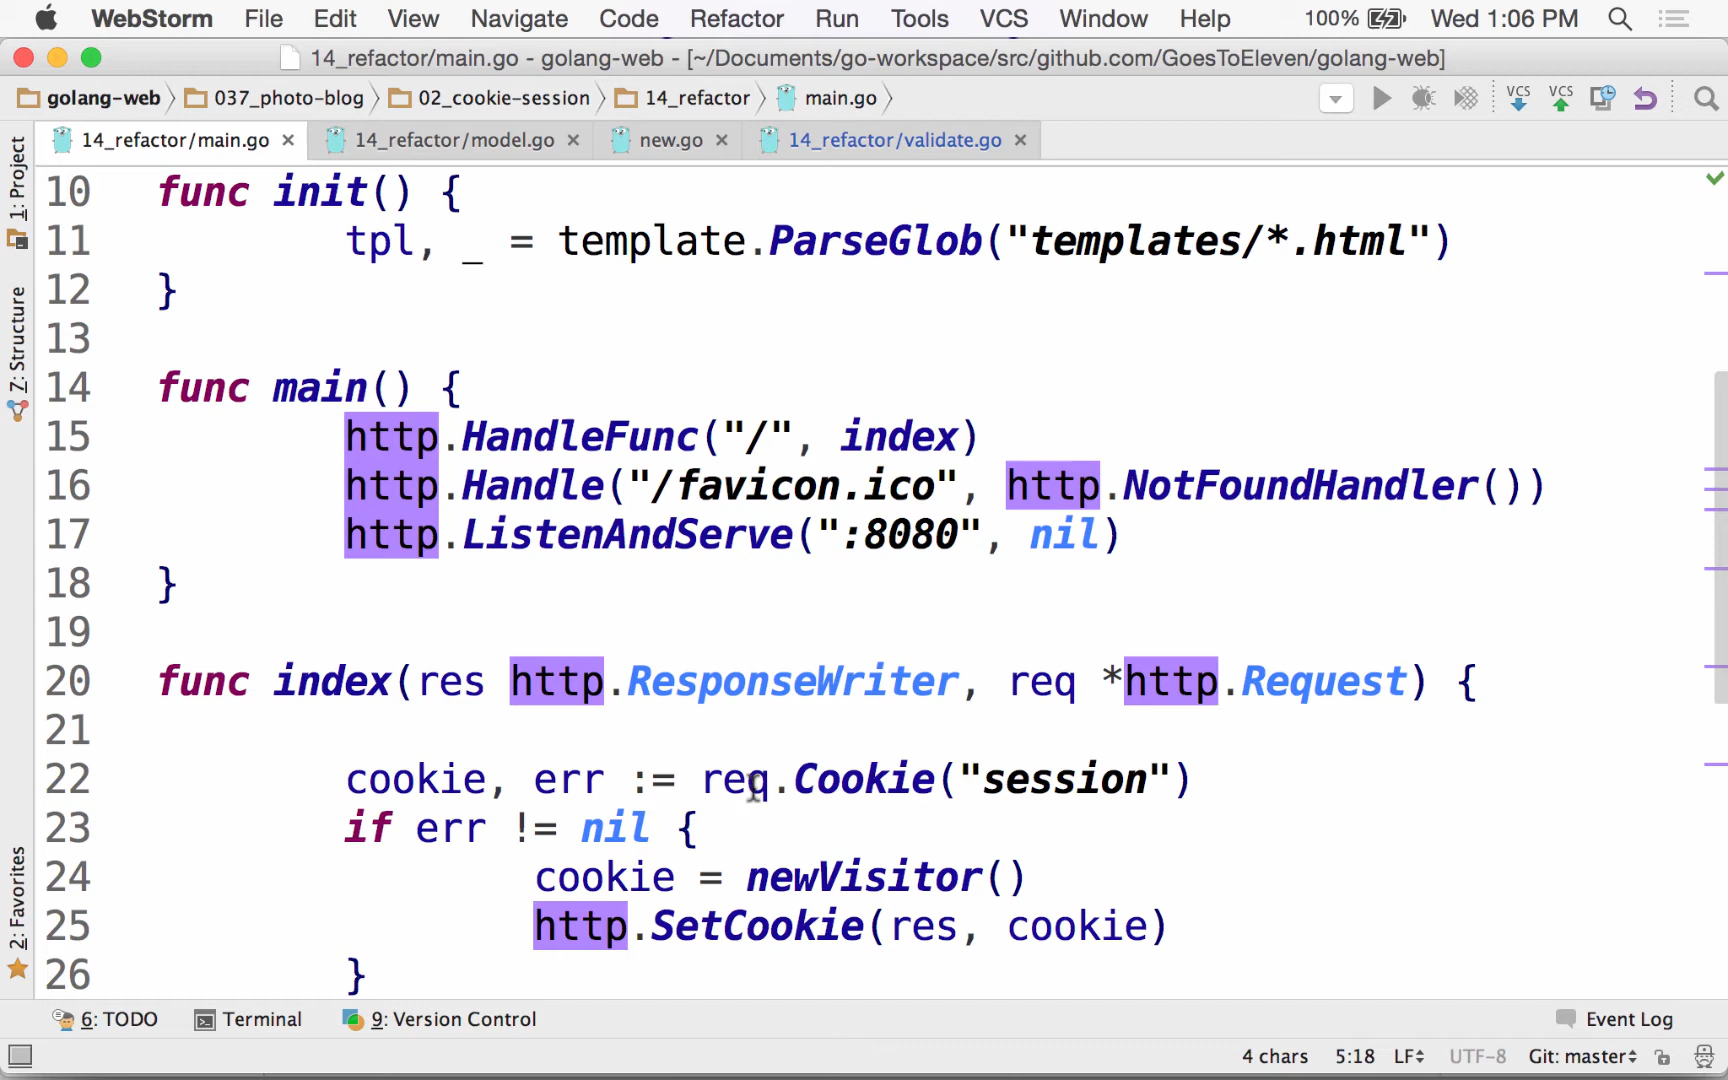 WebStorm File Edit View Navigate Code Refactor Run Tools VCS Window Help 100% Wed 1:06 PM
14_refactor/main.go - golang-web - [~/Documents/go-workspace/src/github.com/GoesToEleven/golang-web]
golang-web 037_photo-blog 02_cookie-session 14_refactor main.go VCS VCS
14_refactor/main.go 14_refactor/model.go new.go 14_refactor/validate.go
1: Project
7: Structure
2: Favorites
10 func init() {
11 tpl, _ = template.ParseGlob("templates/*.html")
12 }
13
14 func main() {
15 http.HandleFunc("/", index)
16 http.Handle("/favicon.ico", http.NotFoundHandler())
17 http.ListenAndServe(":8080", nil)
18 }
19
20 func index(res http.ResponseWriter, req *http.Request) {
21
22 cookie, err := req.Cookie("session")
23 if err != nil {
24 cookie = newVisitor()
25 http.SetCookie(res, cookie)
26 }
6: TODO Terminal 9: Version Control Event Log
4 chars 5:18 LF UTF-8 Git: master